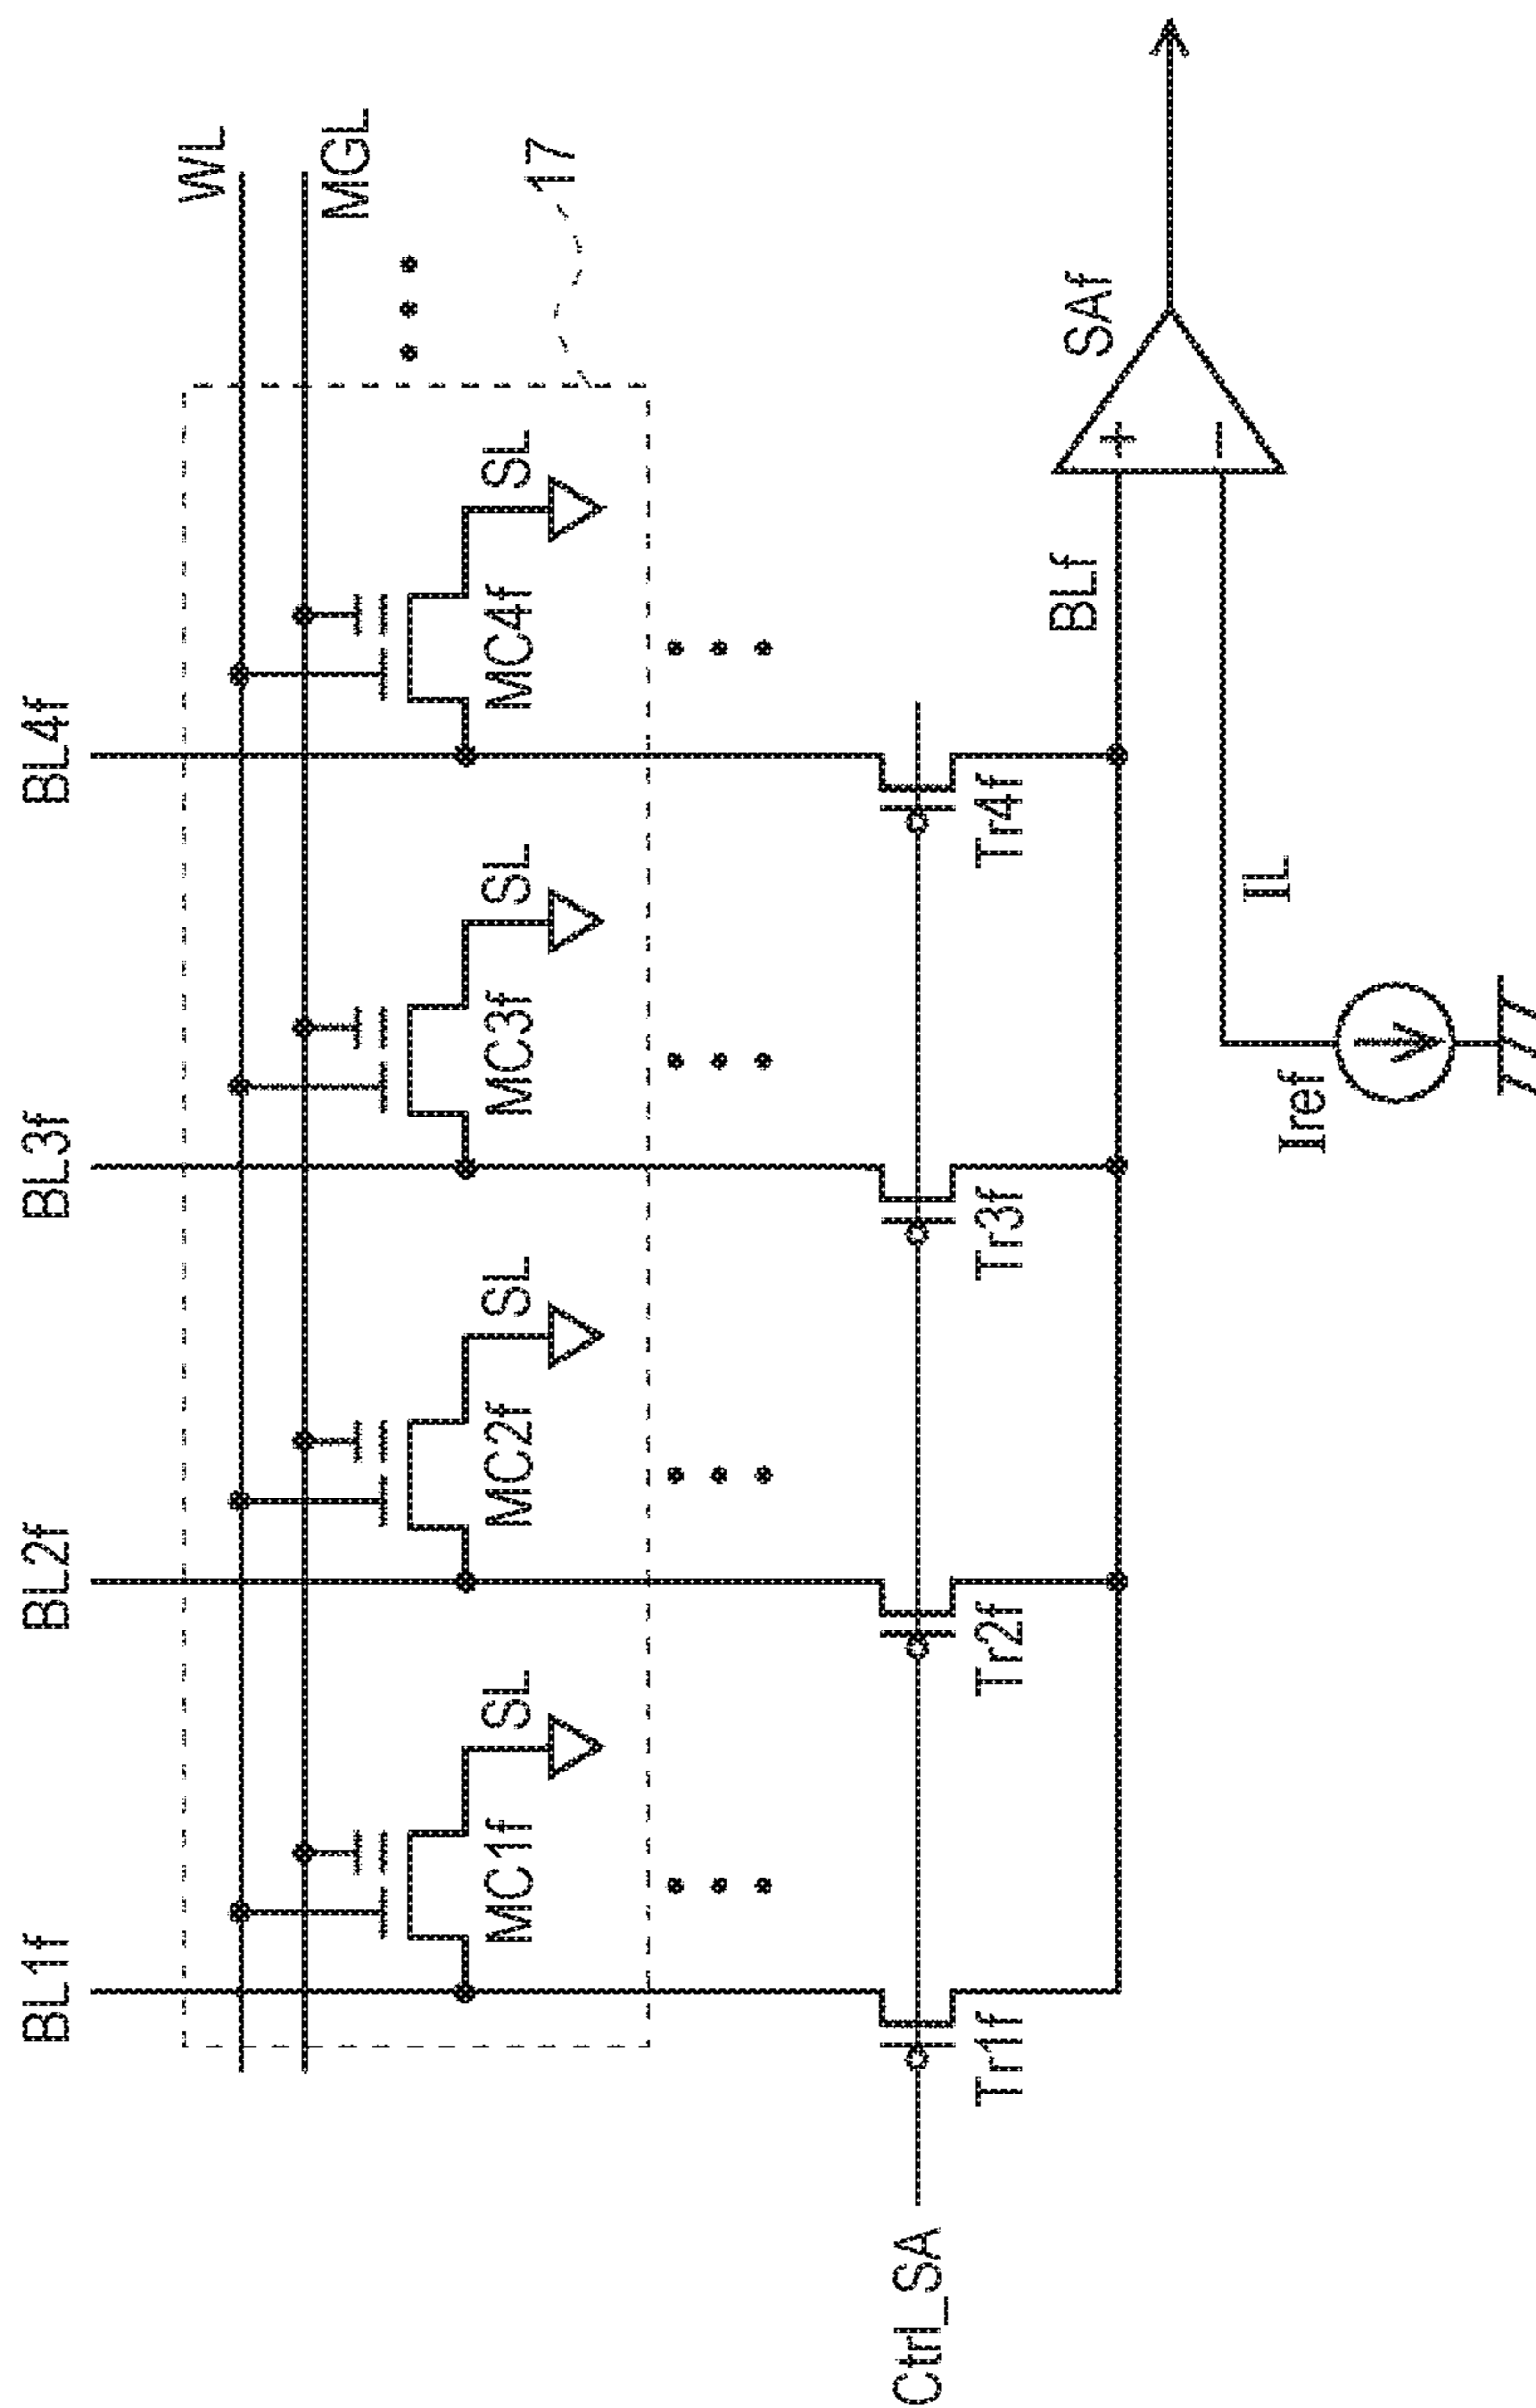 BL1f
BL2f
BL3f
BL4f
WL
MGL
MC1f
SL
MC2f
SL
MC3f
SL
MC4f
SL
17
Ctrl_SA
Tr1f
Tr2f
Tr3f
Tr4f
BLf
+
−
SAf
IL
Iref